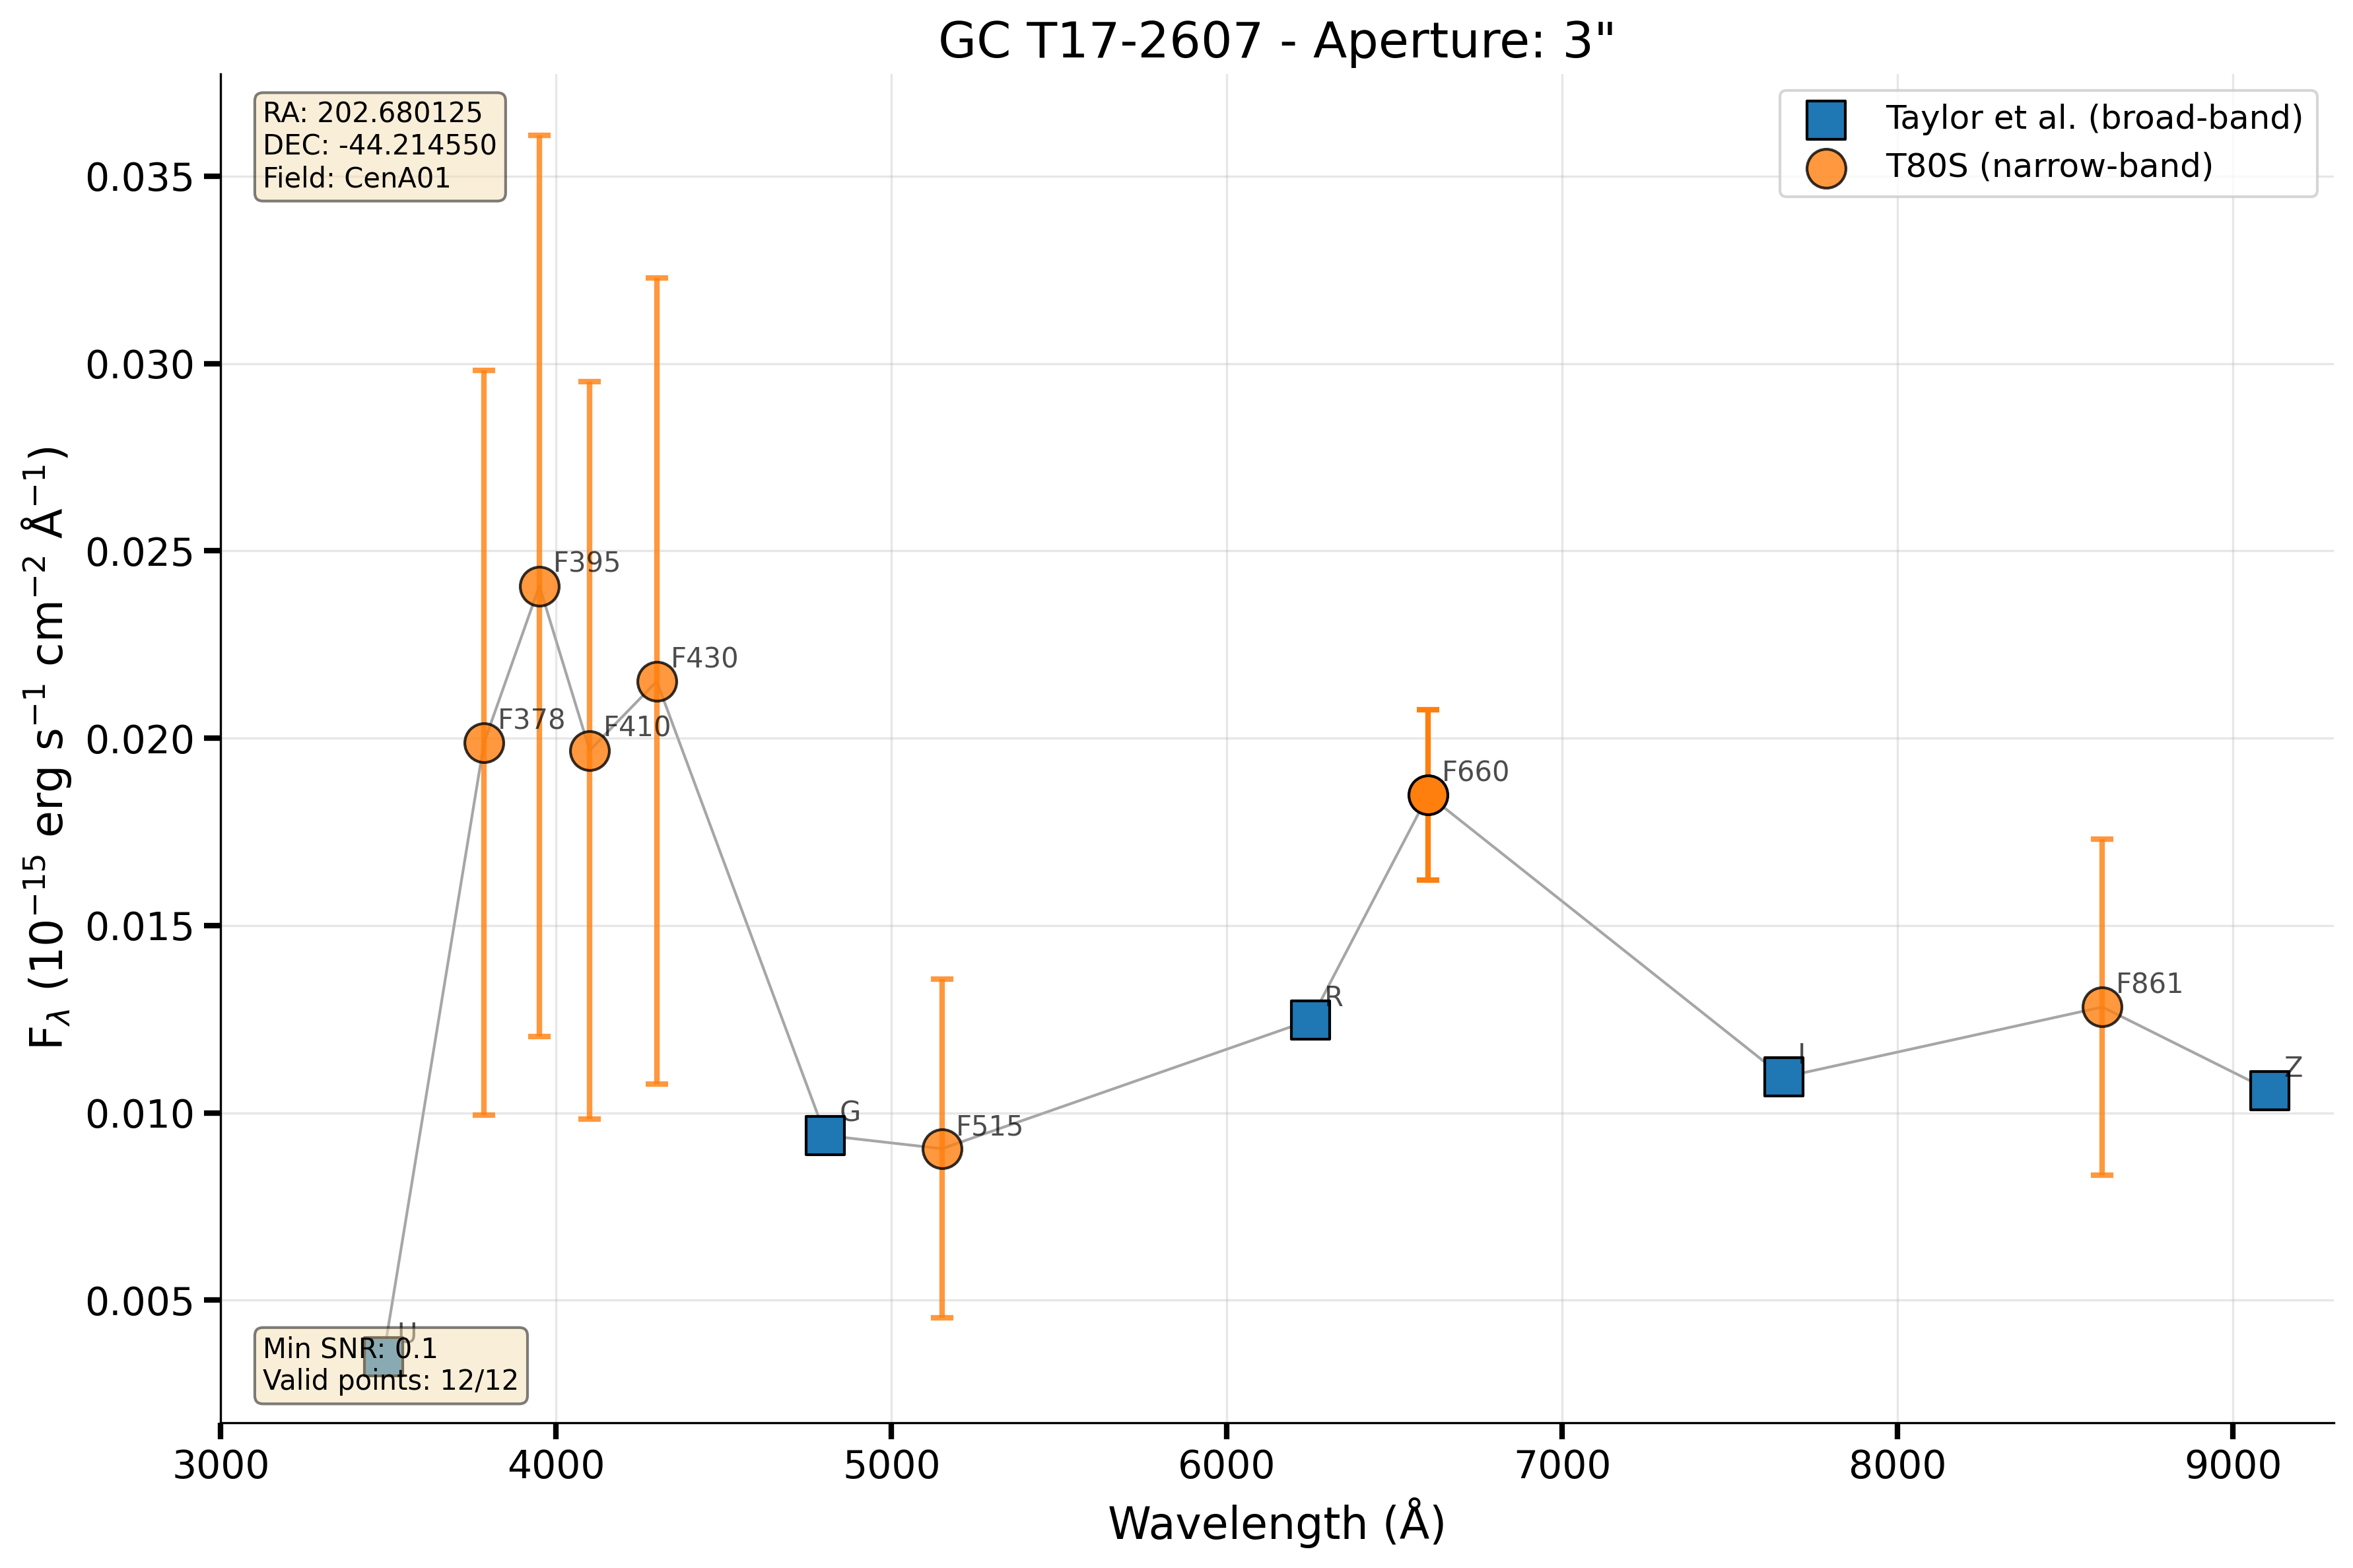 GC T17-2607 - Aperture: 3"
RA: 202.680125
DEC: -44.214550
Field: CenA01
Taylor et al. (broad-band)
T80S (narrow-band)
F_λ (10⁻¹⁵ erg s⁻¹ cm⁻² Å⁻¹)
0.035
0.030
0.025
0.020
0.015
0.010
0.005
F395
F430
F378
F410
F660
F861
R
I
Z
G
F515
U
Min SNR: 0.1
Valid points: 12/12
3000
4000
5000
6000
7000
8000
9000
Wavelength (Å)